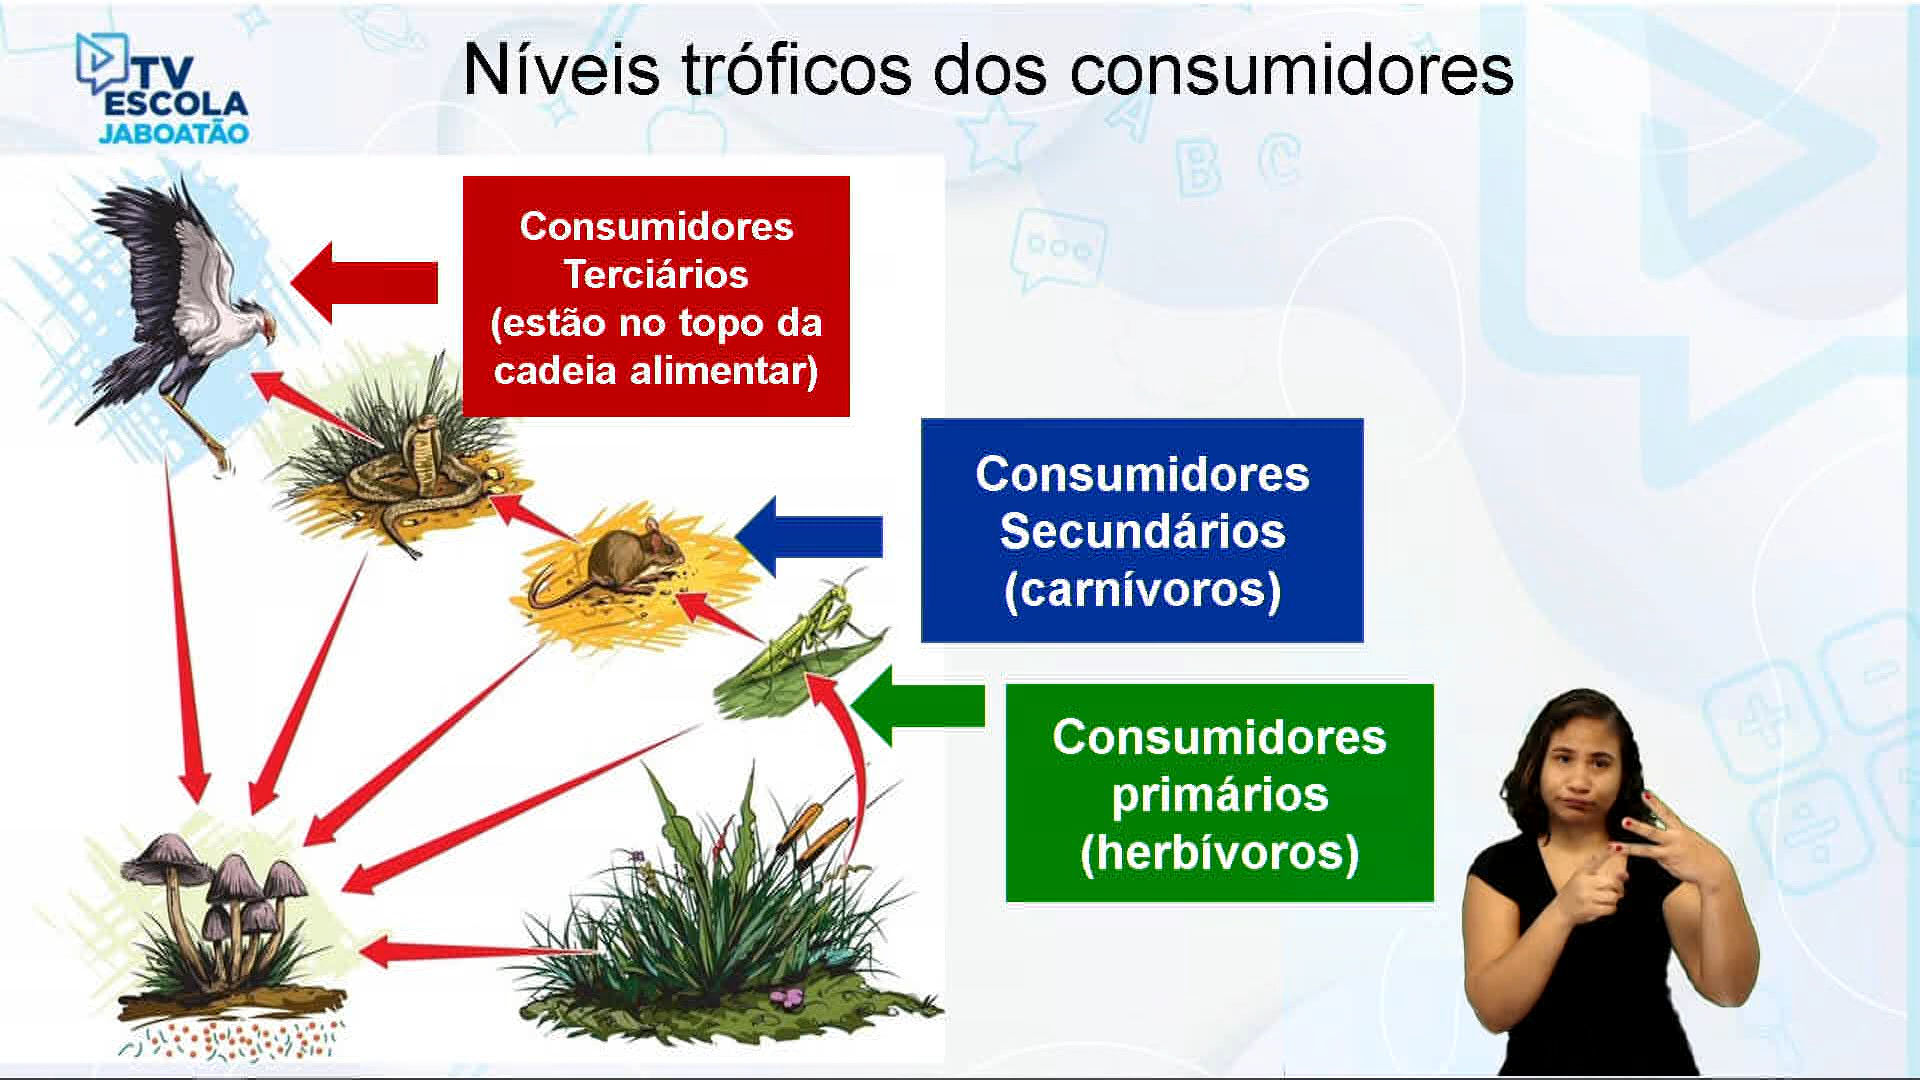 TV
ESCOLA
JABOATÃO
Níveis tróficos dos consumidores
A
B
C
Consumidores
Terciários
(estão no topo da
cadeia alimentar)
Consumidores
Secundários
(carnívoros)
Consumidores
primários
(herbívoros)